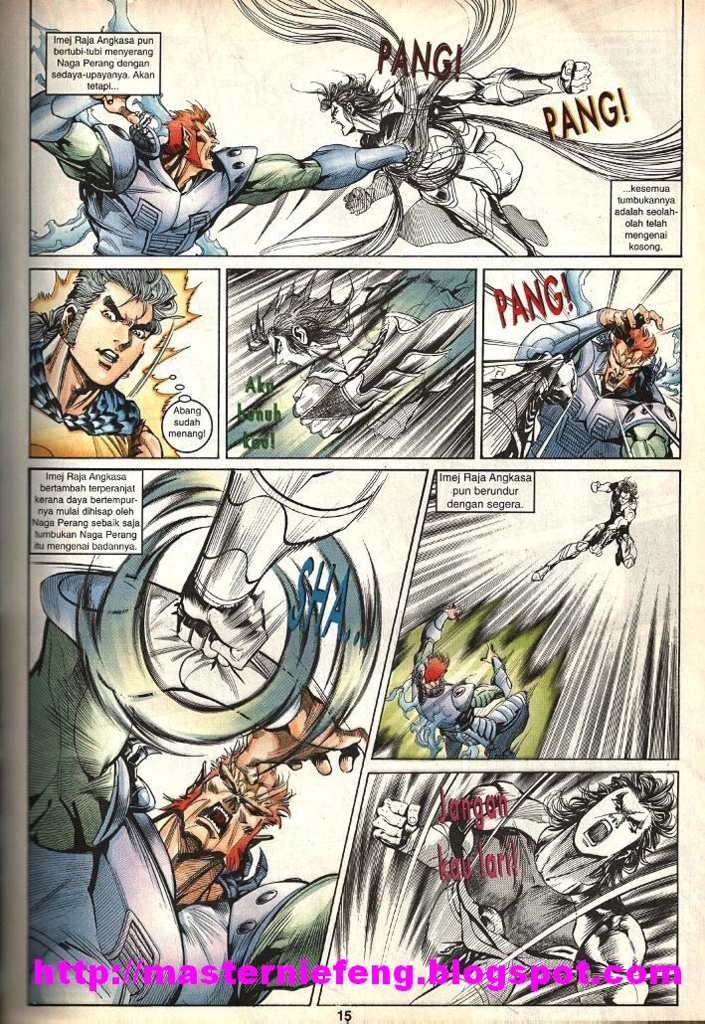 Imej Raja Angkasa pun
bertubi-tubi menyerang
Naga Perang dengan
sedaya-upayanya. Akan
tetapi...
PANG!
PANG!
...kesemua
tumbukannya
adalah seolah-
olah telah
mengenai
kosong.
Abang
sudah
menang!
Aku
bunuh
kau!
PANG!
Imej Raja Angkasa
bertambah terperanjat
kerana daya bertempur-
nya mulai dihisap oleh
Naga Perang sebaik saja
tumbukan Naga Perang
itu mengenai badannya.
SHA...
Imej Raja Angkasa
pun berundur
dengan segera.
Jangan
kau lari!
http://masterniefeng.blogspot.com
15